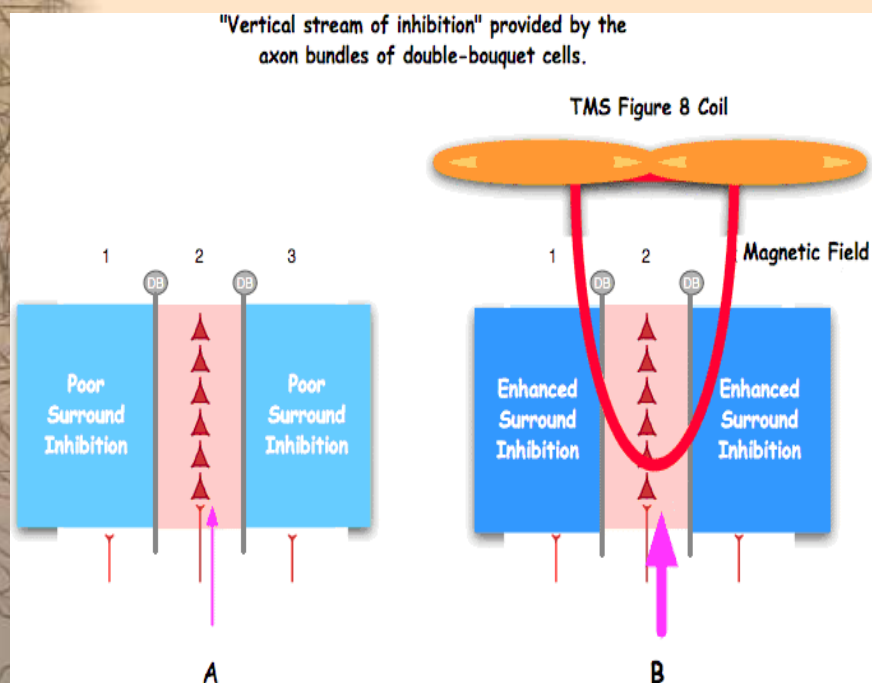 "Vertical stream of inhibition" provided by the
axon bundles of double-bouquet cells.
TMS Figure 8 Coil
1 2 3
DB DB
Poor
Surround
Inhibition
Poor
Surround
Inhibition
A
1 2 Magnetic Field
DB DB
Enhanced
Surround
Inhibition
Enhanced
Surround
Inhibition
B